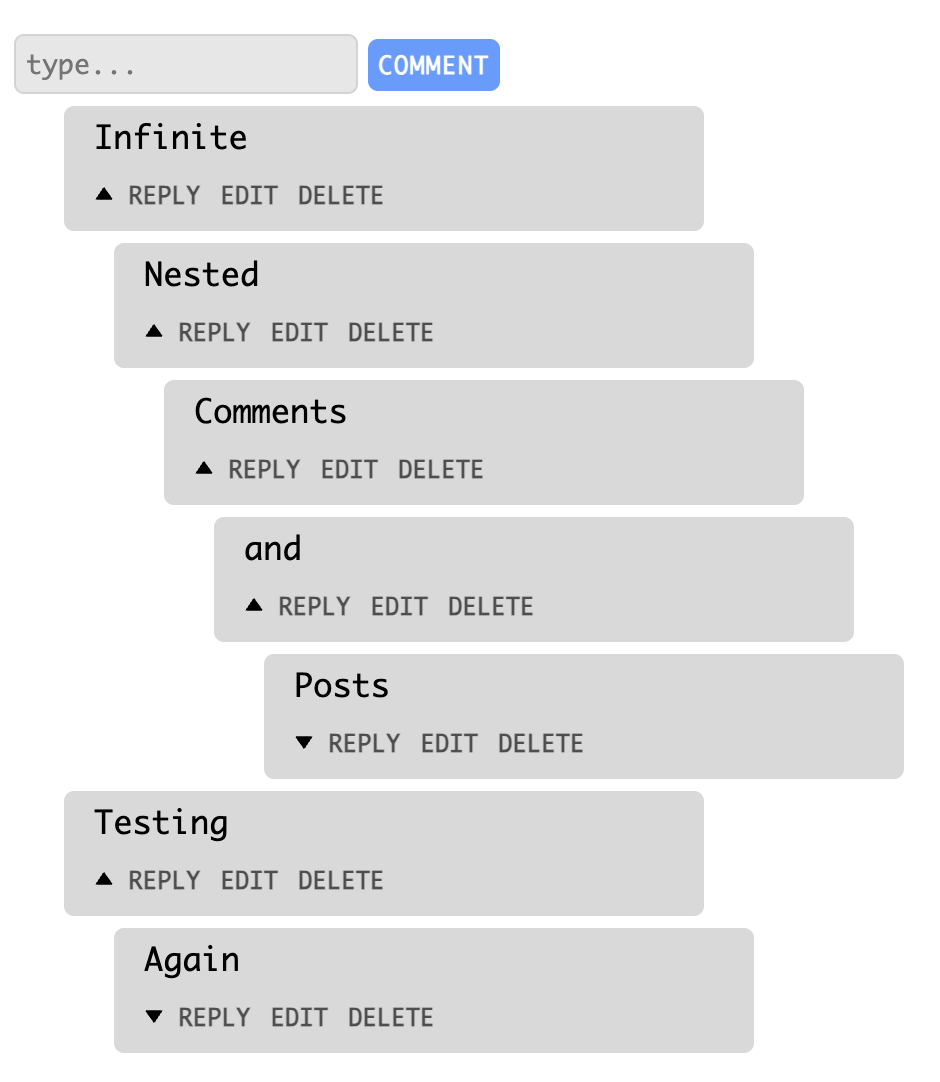 type... COMMENT
Infinite
▲ REPLY EDIT DELETE
Nested
▲ REPLY EDIT DELETE
Comments
▲ REPLY EDIT DELETE
and
▲ REPLY EDIT DELETE
Posts
▼ REPLY EDIT DELETE
Testing
▲ REPLY EDIT DELETE
Again
▼ REPLY EDIT DELETE